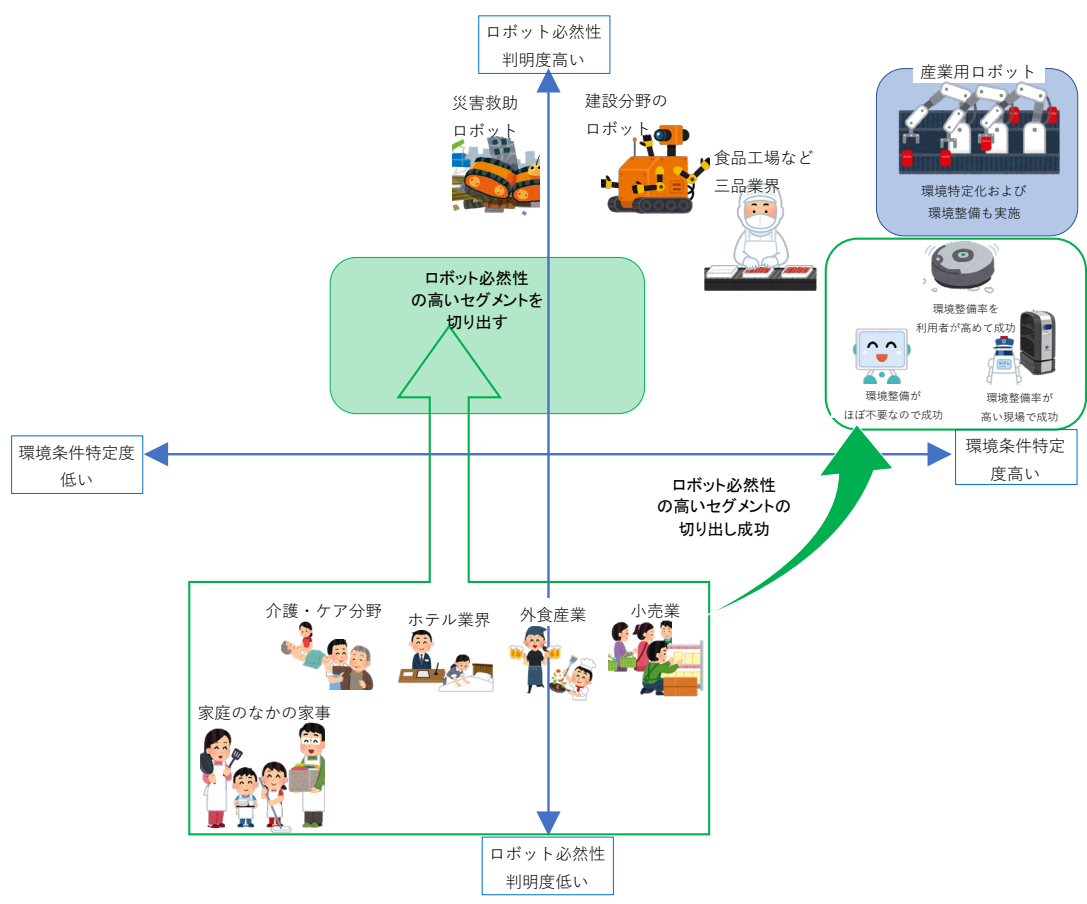 ロボット必然性
判明度高い
産業用ロボット
災害救助
ロボット
建設分野の
ロボット
食品工場など
三品業界
環境特定化および
環境整備も実施
ロボット必然性
の高いセグメントを
切り出す
環境整備率を
利用者が高めて成功
環境整備が
ほぼ不要なので成功
環境整備率が
高い現場で成功
環境条件特定度
低い
環境条件特定
度高い
ロボット必然性
の高いセグメントの
切り出し成功
介護・ケア分野
ホテル業界
外食産業
小売業
家庭のなかの家事
ロボット必然性
判明度低い